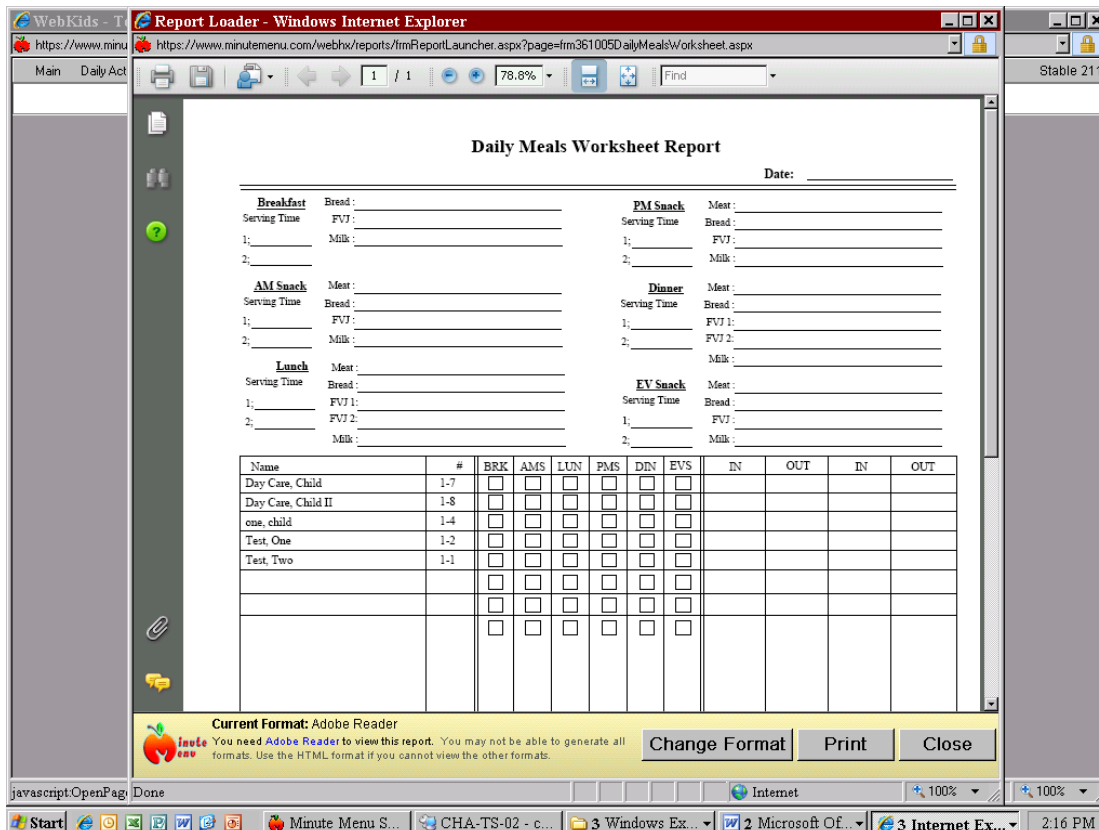 WebKids - T
Report Loader - Windows Internet Explorer
https://www.minu
https://www.minutemenu.com/webhx/reports/frmReportLauncher.aspx?page=frm361005DailyMealsWorksheet.aspx
Main Daily Act
1 / 1 78.8% Find
Stable 211
Daily Meals Worksheet Report
Date:
Breakfast Bread :
Serving Time FVJ :
1; Milk :
2;
PM Snack Meat :
Serving Time Bread :
1; FVJ :
2; Milk :
AM Snack Meat :
Serving Time Bread :
1; FVJ :
2; Milk :
Dinner Meat :
Serving Time Bread :
1; FVJ 1:
2; FVJ 2:
Milk :
Lunch Meat :
Serving Time Bread :
1; FVJ 1:
2; FVJ 2:
Milk :
EV Snack Meat :
Serving Time Bread :
1; FVJ :
2; Milk :
Name # BRK AMS LUN PMS DIN EVS IN OUT IN OUT
Day Care, Child 1-7
Day Care, Child II 1-8
one, child 1-4
Test, One 1-2
Test, Two 1-1
Current Format: Adobe Reader
You need Adobe Reader to view this report. You may not be able to generate all
formats. Use the HTML format if you cannot view the other formats.
inute
enu
Change Format Print Close
javascript:OpenPag Done Internet 100% 100%
Start Minute Menu S... CHA-TS-02 - c... 3 Windows Ex... 2 Microsoft Of... 3 Internet Ex... 2:16 PM